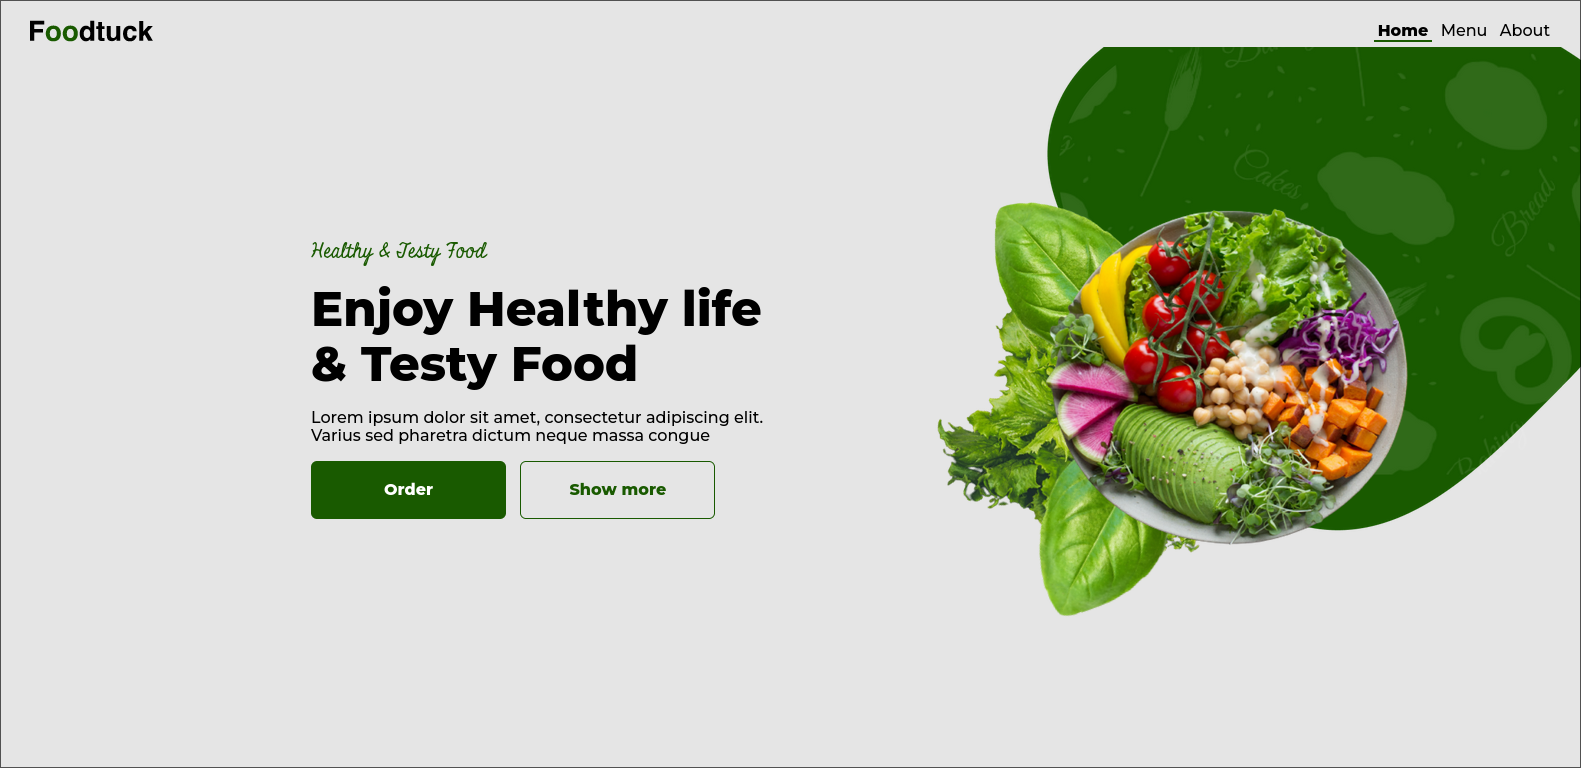 Foodtuck
Home Menu About
Cakes
Bread
Healthy & Testy Food
Enjoy Healthy life
& Testy Food
Lorem ipsum dolor sit amet, consectetur adipiscing elit.
Varius sed pharetra dictum neque massa congue
Order
Show more